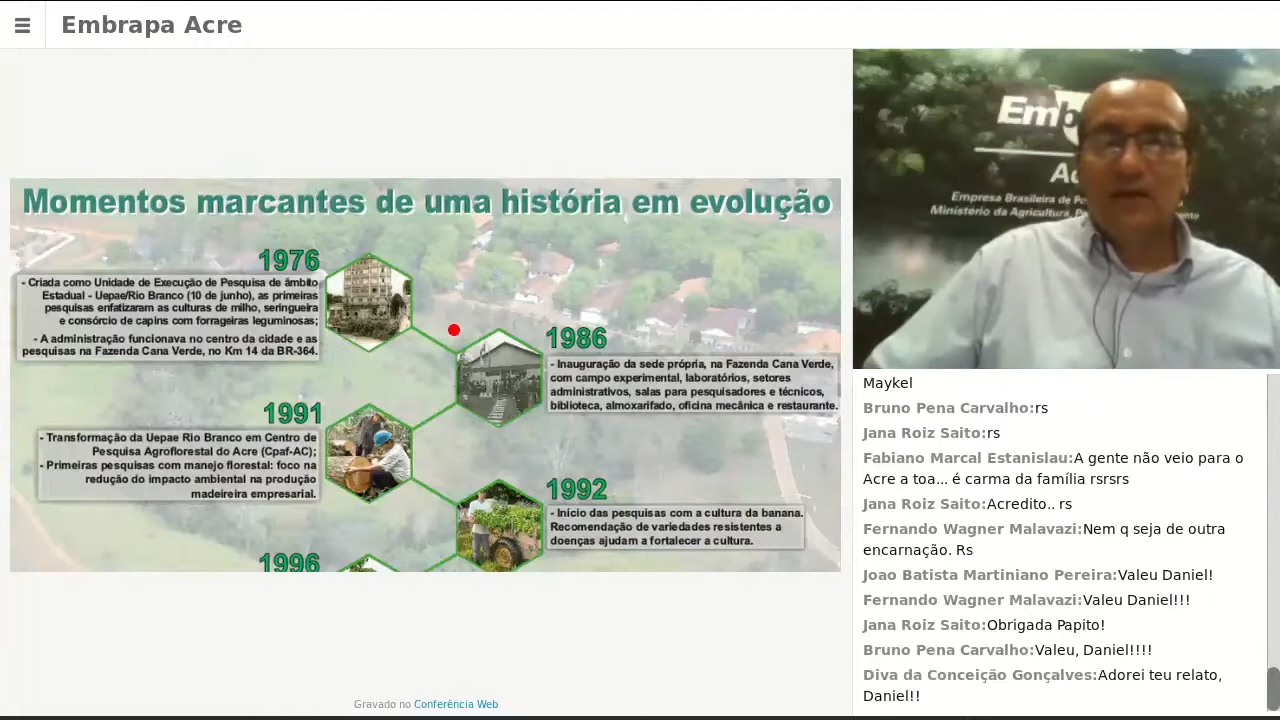 Embrapa Acre
Momentos marcantes de uma história em evolução
1976
- Criada como Unidade de Execução de Pesquisa de âmbito
Estadual - Uepae/Rio Branco (10 de junho), as primeiras
pesquisas enfatizaram as culturas de milho, seringueira
e consórcio de capins com forrageiras leguminosas;
- A administração funcionava no centro da cidade e as
pesquisas na Fazenda Cana Verde, no Km 14 da BR-364.
1986
- Inauguração da sede própria, na Fazenda Cana Verde,
com campo experimental, laboratórios, setores
administrativos, salas para pesquisadores e técnicos,
biblioteca, almoxarifado, oficina mecânica e restaurante.
1991
- Transformação da Uepae Rio Branco em Centro de
Pesquisa Agroflorestal do Acre (Cpaf-AC);
- Primeiras pesquisas com manejo florestal: foco na
redução do impacto ambiental na produção
madeireira empresarial.
1992
- Início das pesquisas com a cultura da banana.
Recomendação de variedades resistentes a
doenças ajudam a fortalecer a cultura.
1996
Gravado no Conferência Web
Emb
Empresa Brasileira de
Ministério da Agricultura,
Maykel
Bruno Pena Carvalho:rs
Jana Roiz Saito:rs
Fabiano Marcal Estanislau:A gente não veio para o
Acre a toa... é carma da família rsrsrs
Jana Roiz Saito:Acredito.. rs
Fernando Wagner Malavazi:Nem q seja de outra
encarnação. Rs
Joao Batista Martiniano Pereira:Valeu Daniel!
Fernando Wagner Malavazi:Valeu Daniel!!!
Jana Roiz Saito:Obrigada Papito!
Bruno Pena Carvalho:Valeu, Daniel!!!!
Diva da Conceição Gonçalves:Adorei teu relato,
Daniel!!